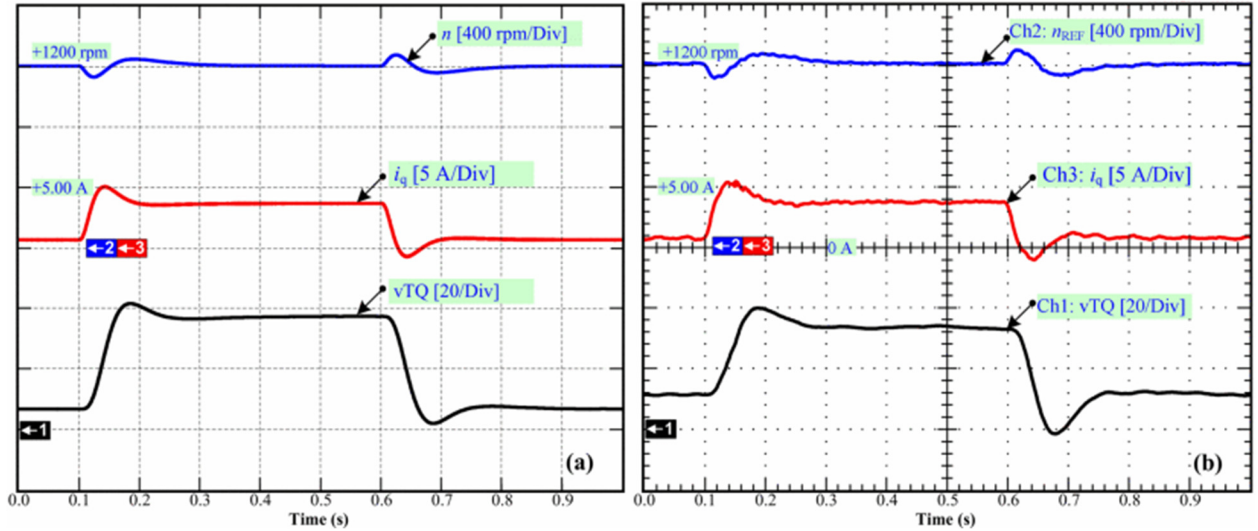 n [400 rpm/Div]
+1200 rpm
i_q [5 A/Div]
+5.00 A
←2 ←3
vTQ [20/Div]
←1
(a)
0.0 0.1 0.2 0.3 0.4 0.5 0.6 0.7 0.8 0.9
Time (s)
Ch2: n_REF [400 rpm/Div]
+1200 rpm
Ch3: i_q [5 A/Div]
+5.00 A
←2 ←3 0 A
Ch1: vTQ [20/Div]
←1
(b)
0.0 0.1 0.2 0.3 0.4 0.5 0.6 0.7 0.8 0.9
Time (s)